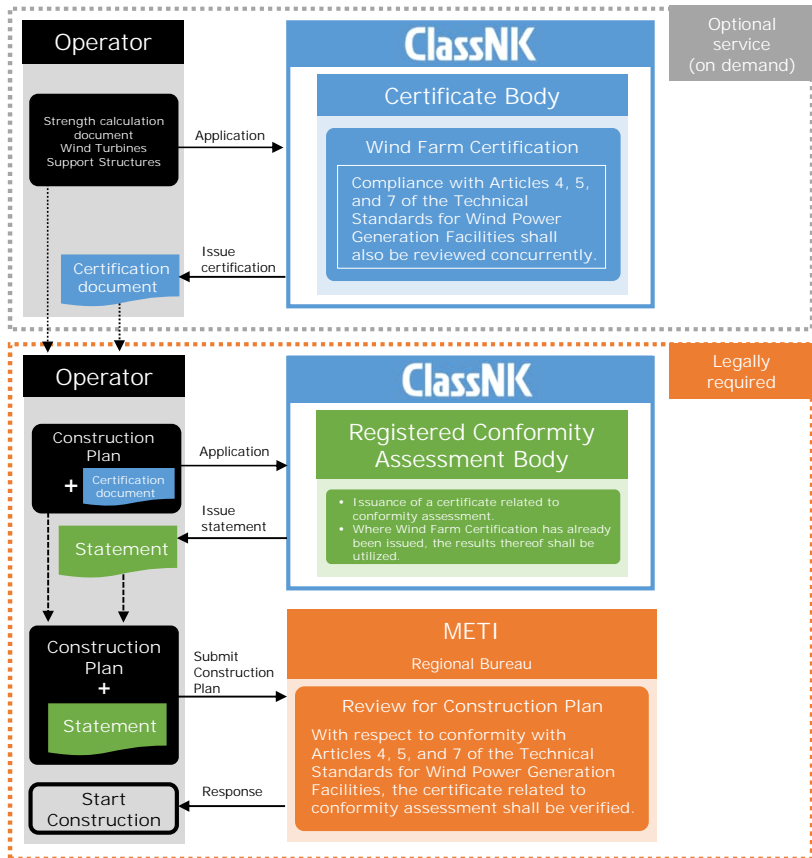 Optional
service
(on demand)
Operator
ClassNK
Certificate Body
Strength calculation
document
Wind Turbines
Support Structures
Application
Wind Farm Certification
Compliance with Articles 4, 5,
and 7 of the Technical
Standards for Wind Power
Generation Facilities shall
also be reviewed concurrently.
Issue
certification
Certification
document
Legally
required
Operator
ClassNK
Registered Conformity
Assessment Body
Construction
Plan
+
Certification
document
Application
• Issuance of a certificate related to
conformity assessment.
• Where Wind Farm Certification has already
been issued, the results thereof shall be
utilized.
Issue
statement
Statement
METI
Regional Bureau
Construction
Plan
+
Statement
Submit
Construction
Plan
Review for Construction Plan
With respect to conformity with
Articles 4, 5, and 7 of the Technical
Standards for Wind Power Generation
Facilities, the certificate related to
conformity assessment shall be verified.
Response
Start
Construction